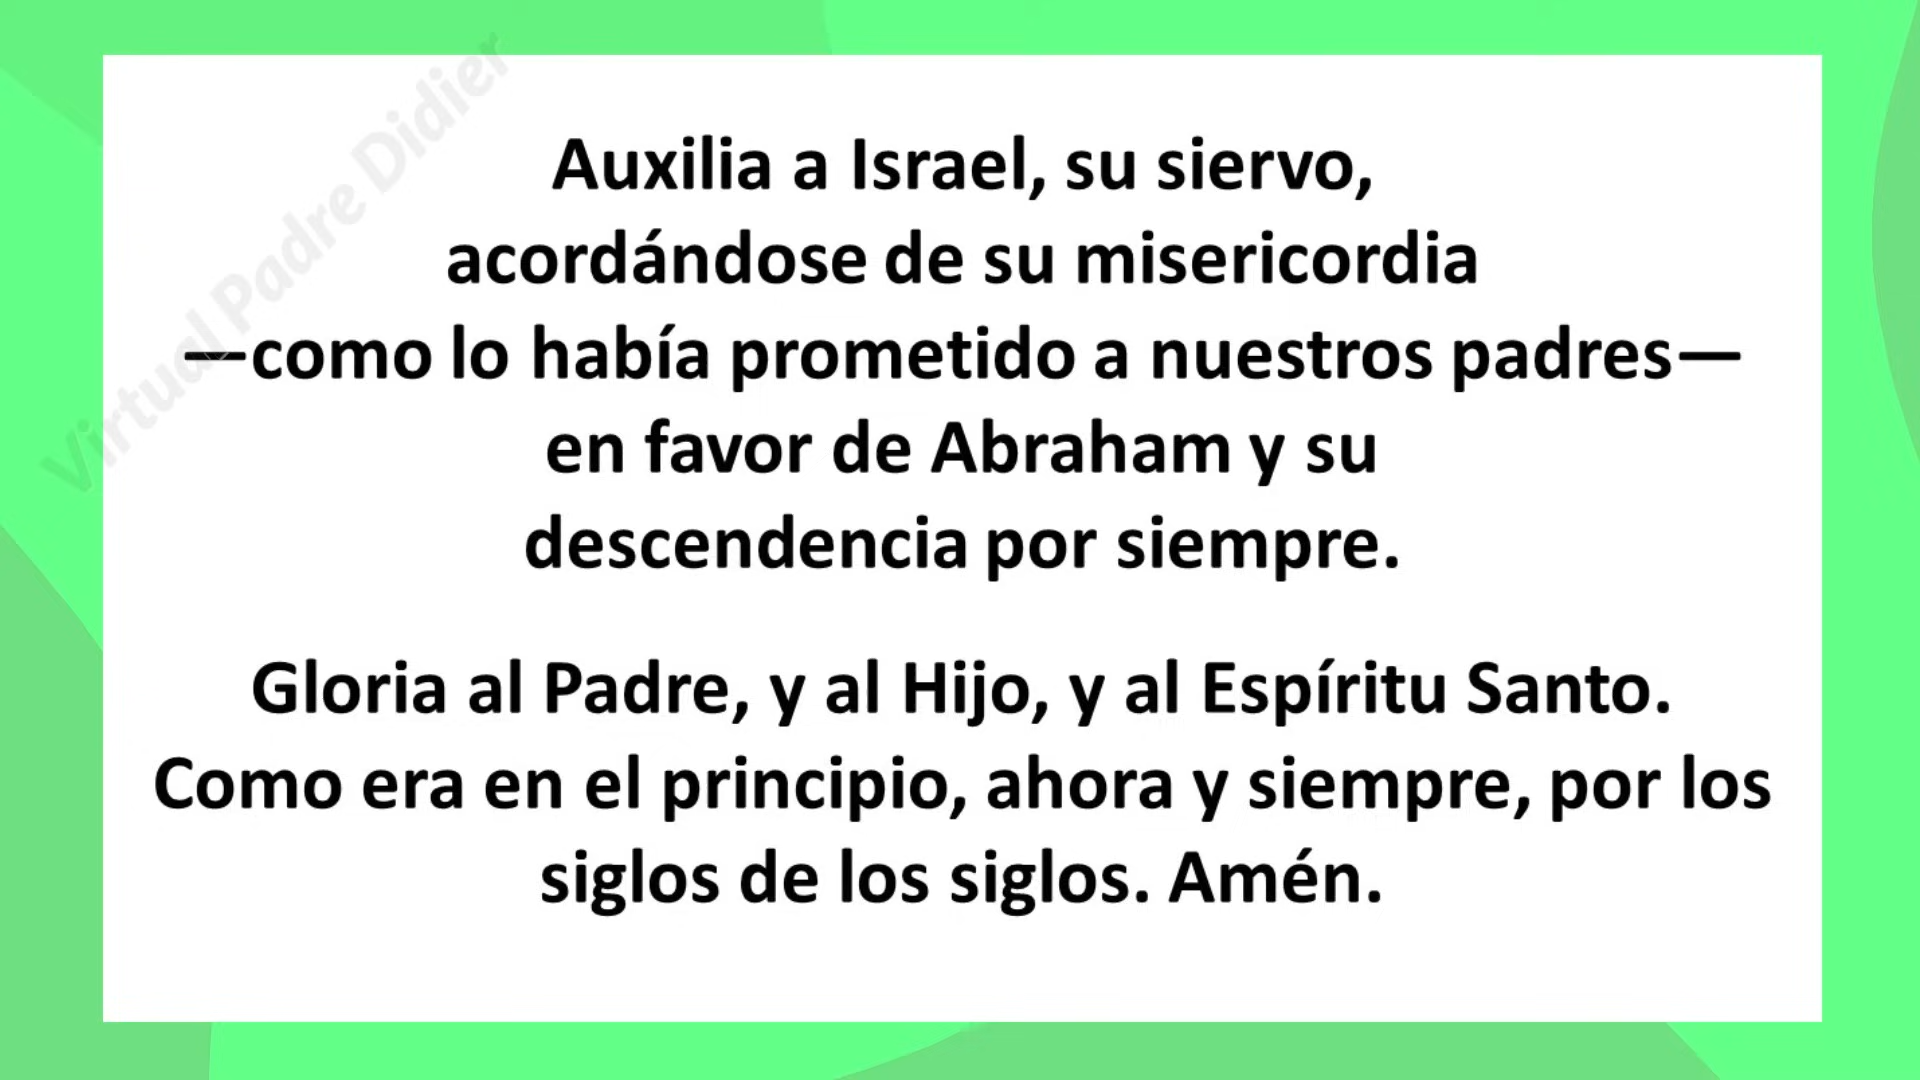 Virtual Padre Didier
Auxilia a Israel, su siervo,
acordándose de su misericordia
—como lo había prometido a nuestros padres—
en favor de Abraham y su
descendencia por siempre.
Gloria al Padre, y al Hijo, y al Espíritu Santo.
Como era en el principio, ahora y siempre, por los
siglos de los siglos. Amén.